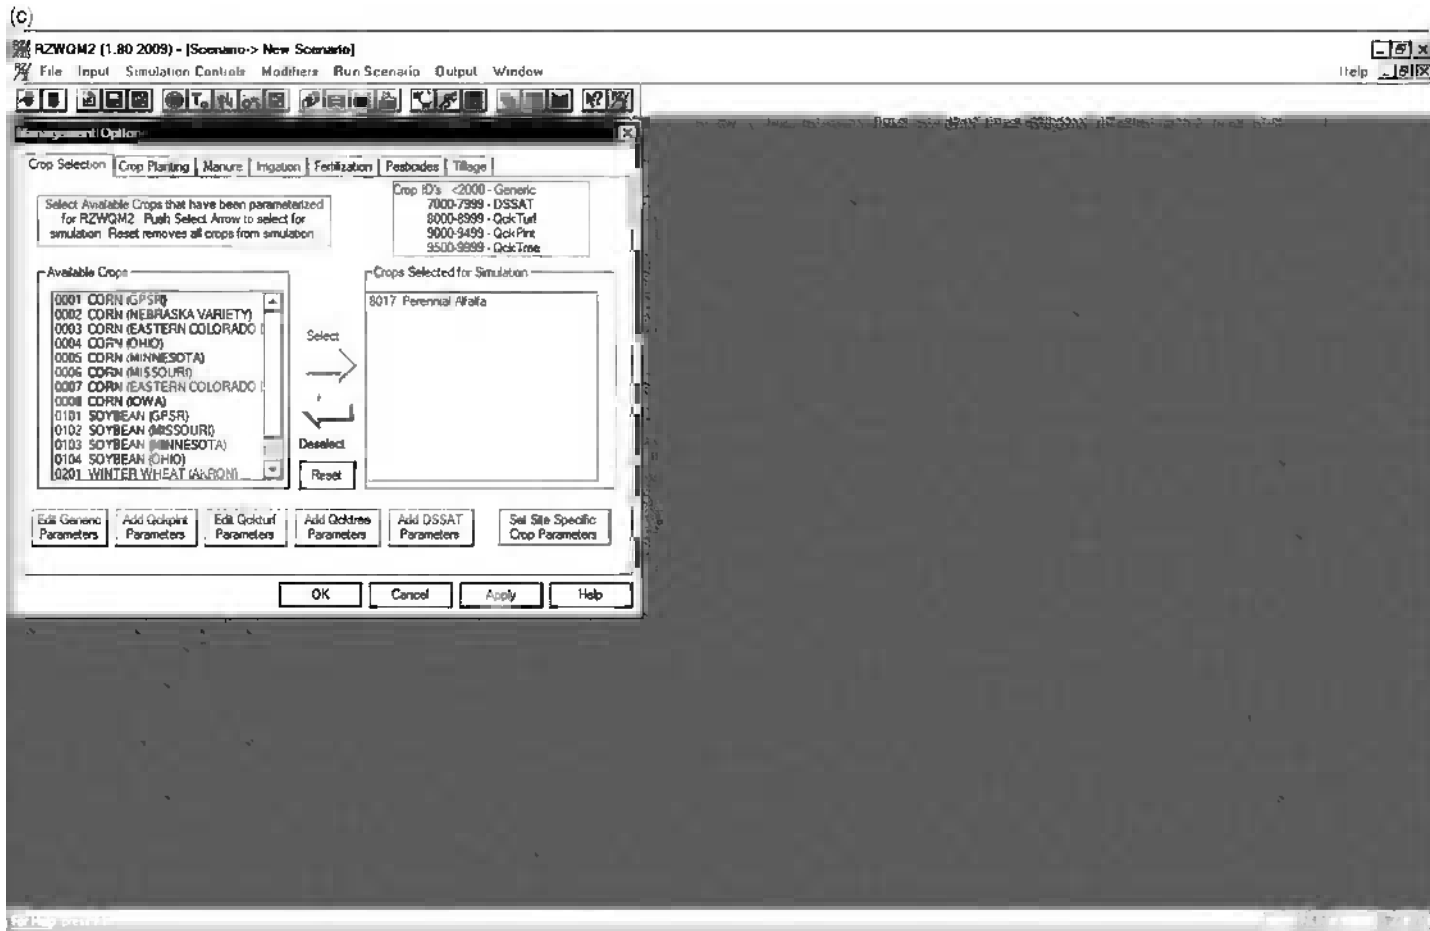 (c)
RZWQM2 (1.80 2009) - [Scenario-> New Scenario]
File Input Simulation Controls Modifiers Run Scenario Output Window Help
Management Options
Crop Selection Crop Planting Manure Irrigation Fertilization Pesticides Tillage
Select Available Crops that have been parameterized
for RZWQM2. Push Select Arrow to select for
simulation. Reset removes all crops from simulation
Crop ID's <2000 - Generic
7000-7999 - DSSAT
8000-8999 - QckTurf
9000-9499 - QckPlnt
9500-9999 - QckTree
Available Crops
0001 CORN (GPSR)
0002 CORN (NEBRASKA VARIETY)
0003 CORN (EASTERN COLORADO
0004 CORN (OHIO)
0005 CORN (MINNESOTA)
0006 CORN (MISSOURI)
0007 CORN (EASTERN COLORADO
0008 CORN (IOWA)
0101 SOYBEAN (GPSR)
0102 SOYBEAN (MISSOURI)
0103 SOYBEAN (MINNESOTA)
0104 SOYBEAN (OHIO)
0201 WINTER WHEAT (AKRON)
Select
Deselect
Reset
Crops Selected for Simulation
8017 Perennial Alfalfa
Edit Generic Parameters
Add Qckplnt Parameters
Edit Qckturf Parameters
Add Qcktree Parameters
Add DSSAT Parameters
Set Site Specific Crop Parameters
OK Cancel Apply Help